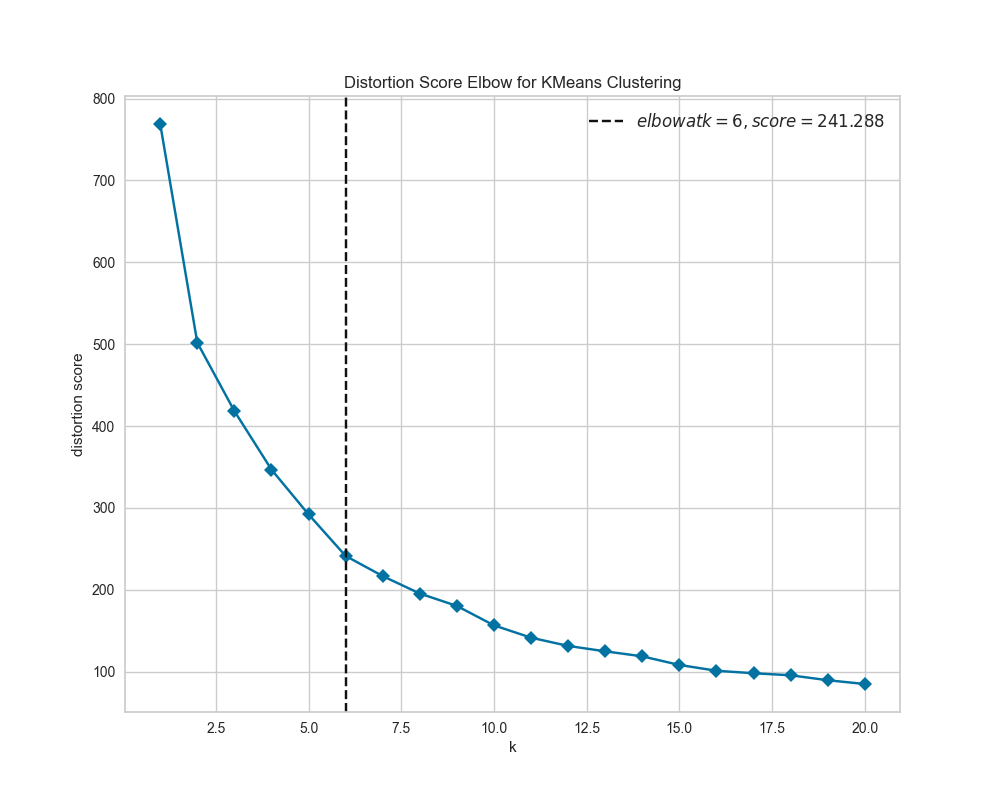 Distortion Score Elbow for KMeans Clustering
elbowatk = 6, score = 241.288
distortion score
800
700
600
500
400
300
200
100
2.5 5.0 7.5 10.0 12.5 15.0 17.5 20.0
k